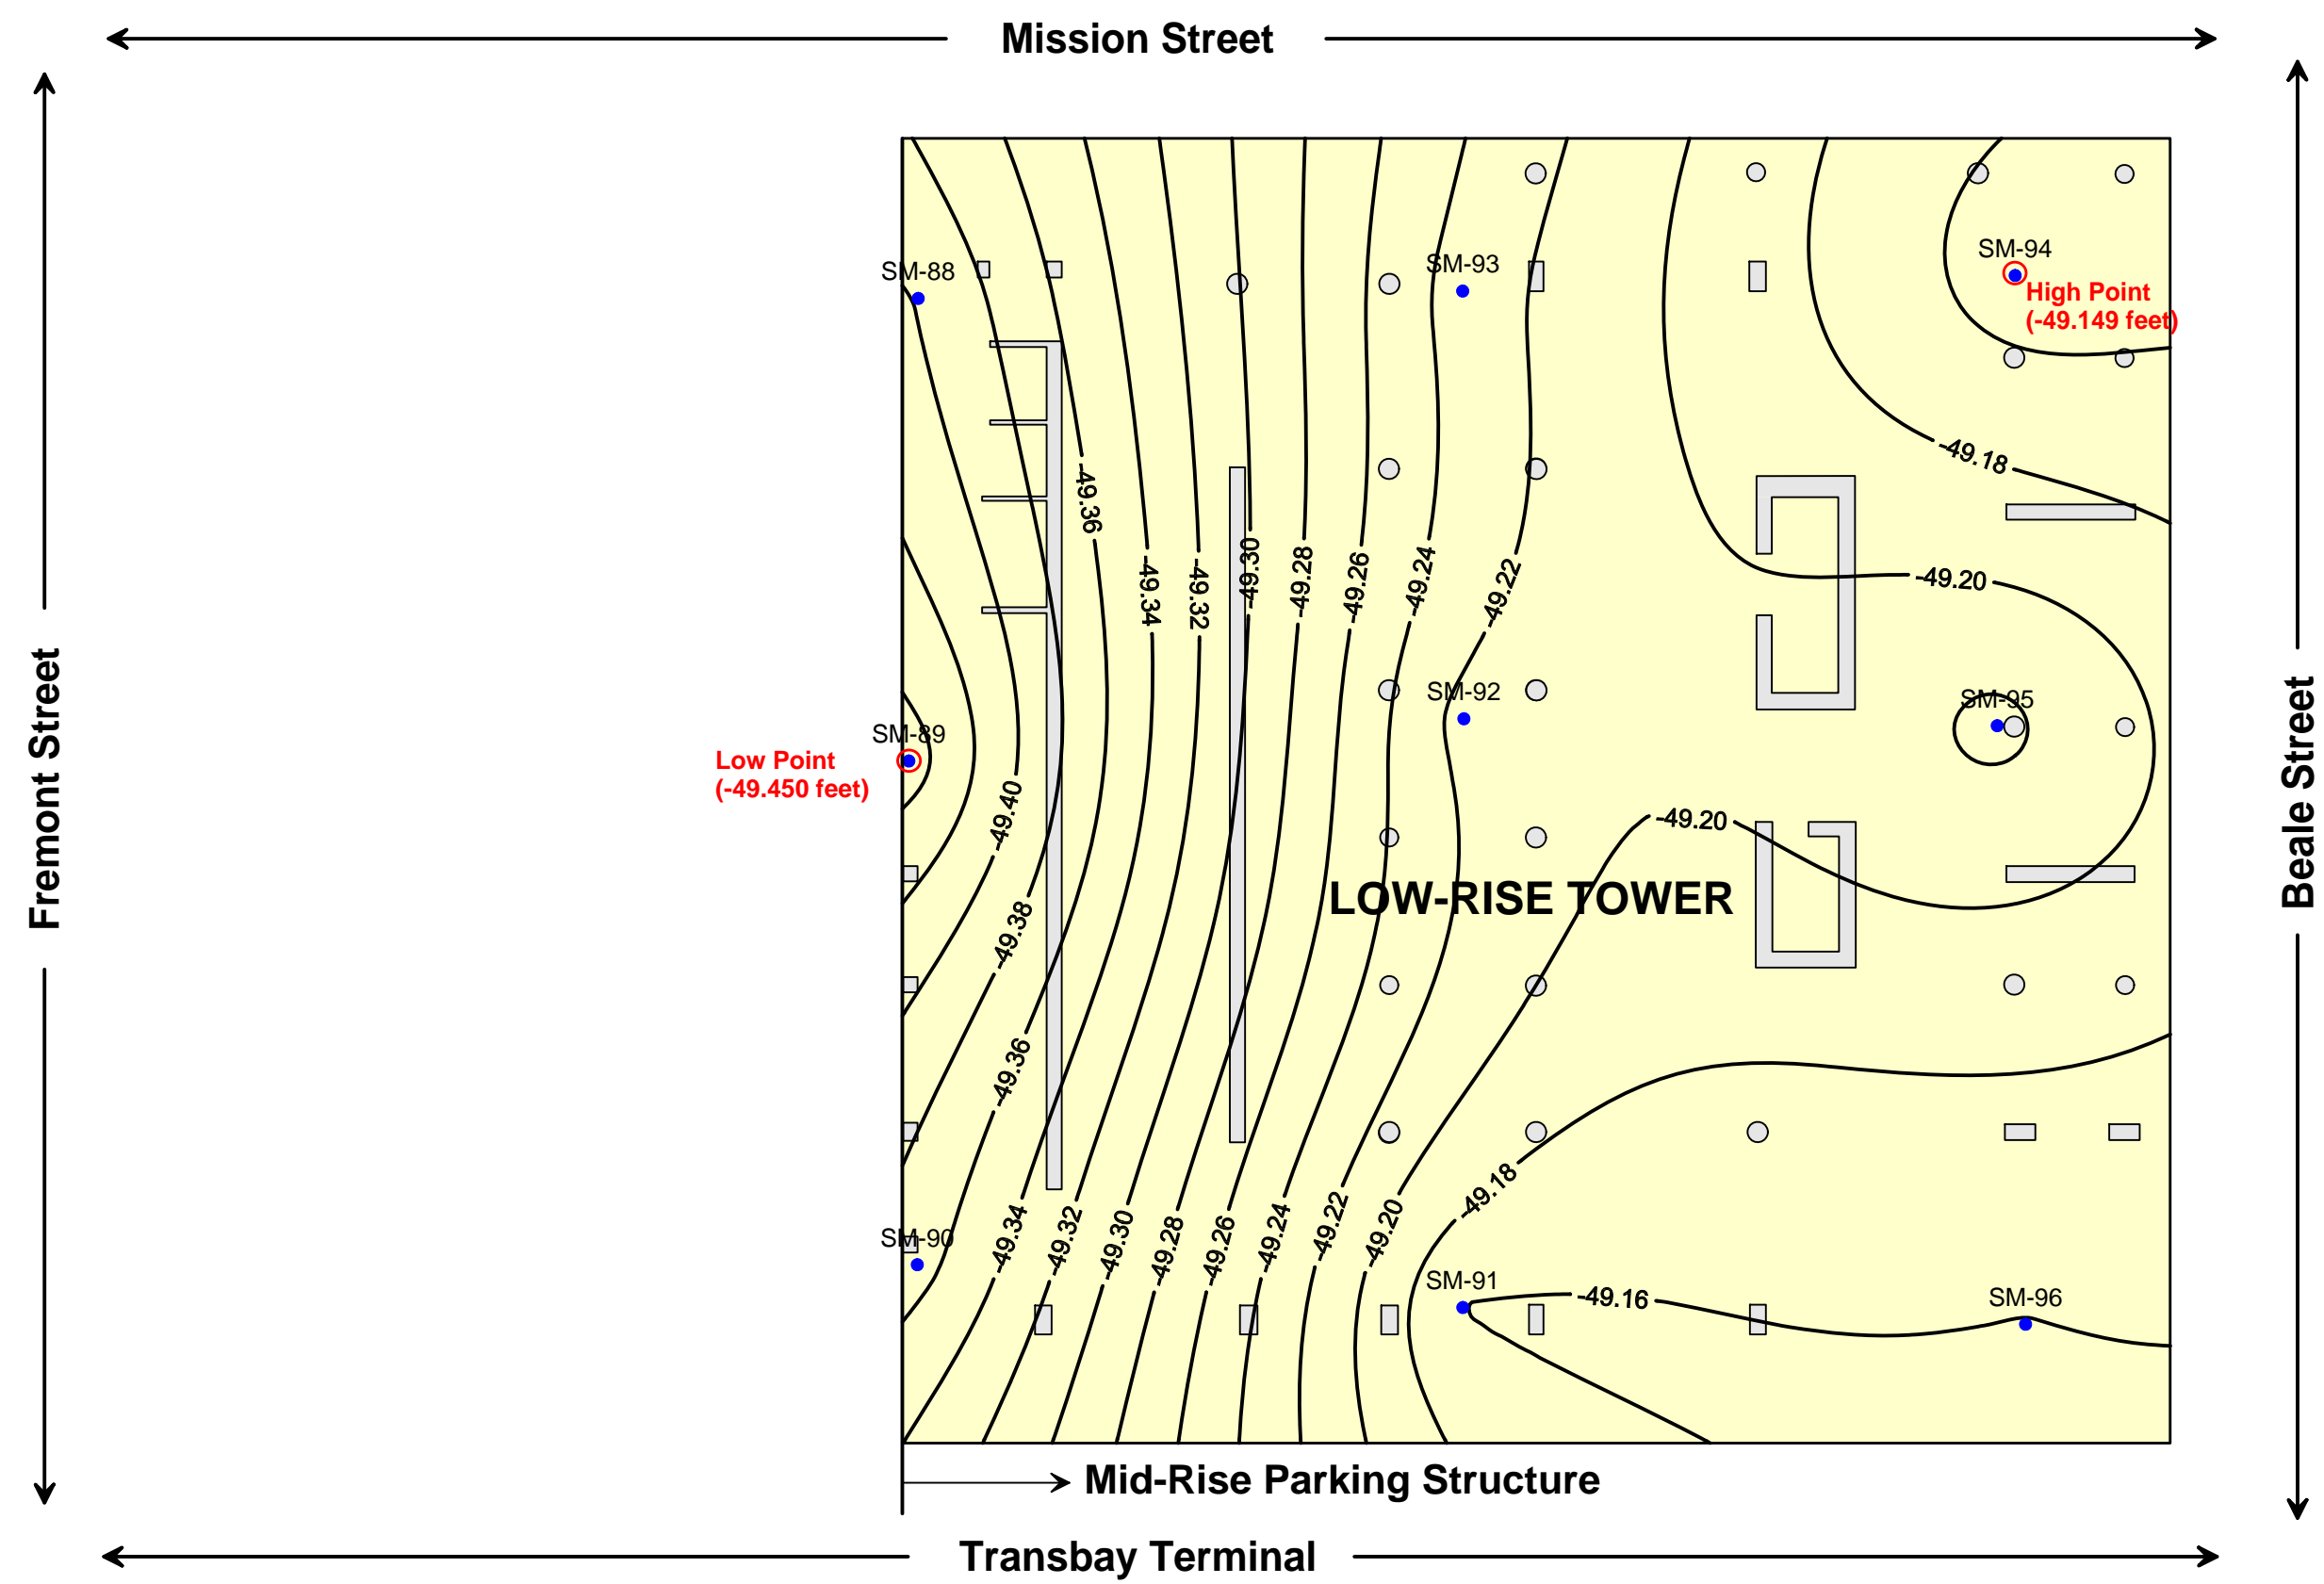 Mission Street
SM-94
SM-93
SM-88
High Point
(-49.149 feet)
-49.18
-49.36
-49.34
-49.32
-49.30
-49.28
-49.26
-49.24
-49.22
-49.20
SM-92
SM-95
SM-89
Low Point
(-49.450 feet)
Fremont Street
Beale Street
-49.40
-49.20
LOW-RISE TOWER
-49.38
-49.36
-49.18
-49.34
-49.32
-49.30
-49.28
-49.26
-49.24
-49.22
-49.20
SM-90
SM-91
-49.16
SM-96
Mid-Rise Parking Structure
Transbay Terminal